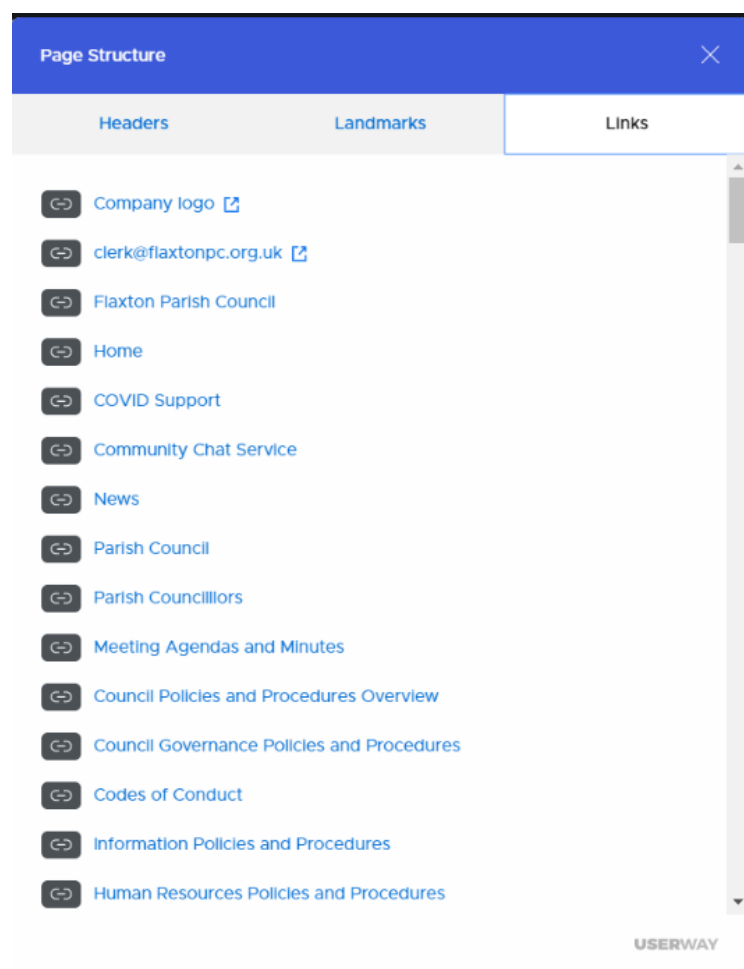 Page Structure
Headers Landmarks Links
Company logo
clerk@flaxtonpc.org.uk
Flaxton Parish Council
Home
COVID Support
Community Chat Service
News
Parish Council
Parish Councilllors
Meeting Agendas and Minutes
Council Policies and Procedures Overview
Council Governance Policies and Procedures
Codes of Conduct
Information Policies and Procedures
Human Resources Policies and Procedures
USERWAY